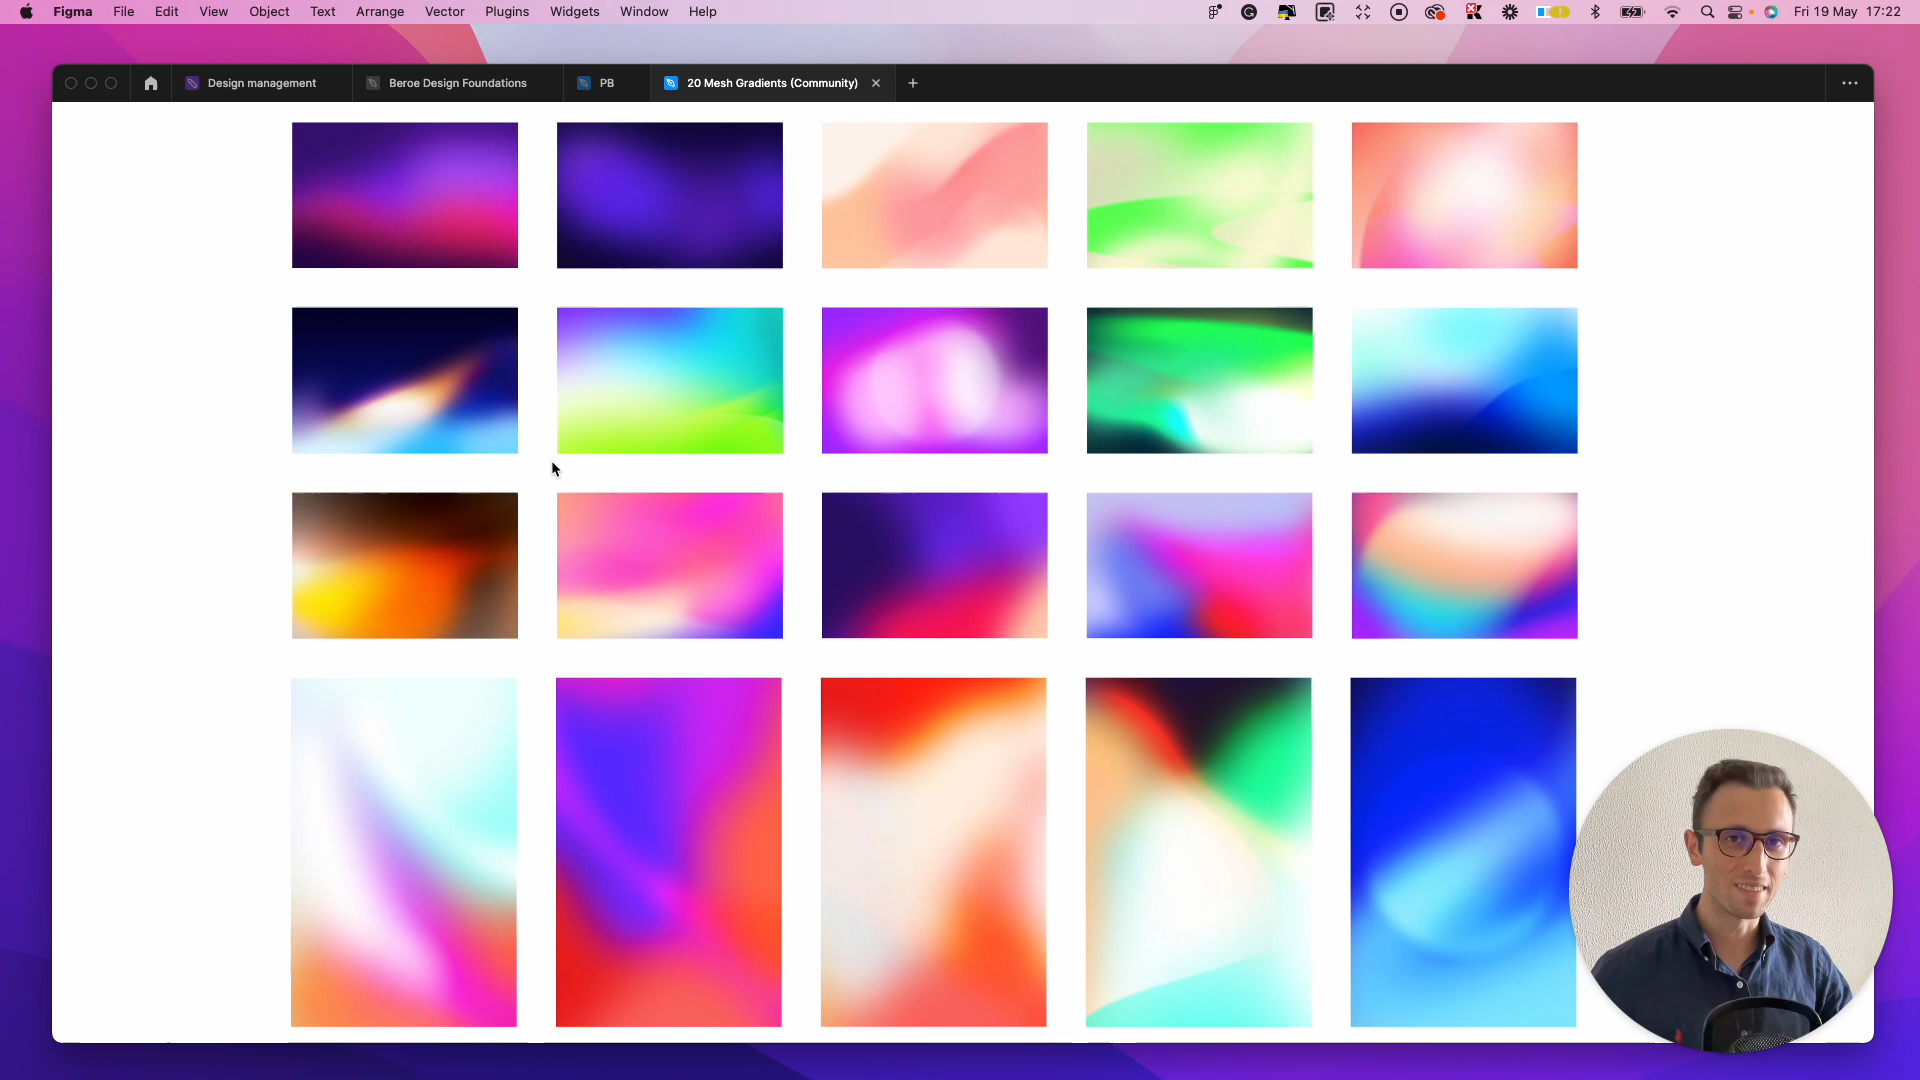 Figma File Edit View Object Text Arrange Vector Plugins Widgets Window Help Fri 19 May 17:22
Design management Beroe Design Foundations PB 20 Mesh Gradients (Community)